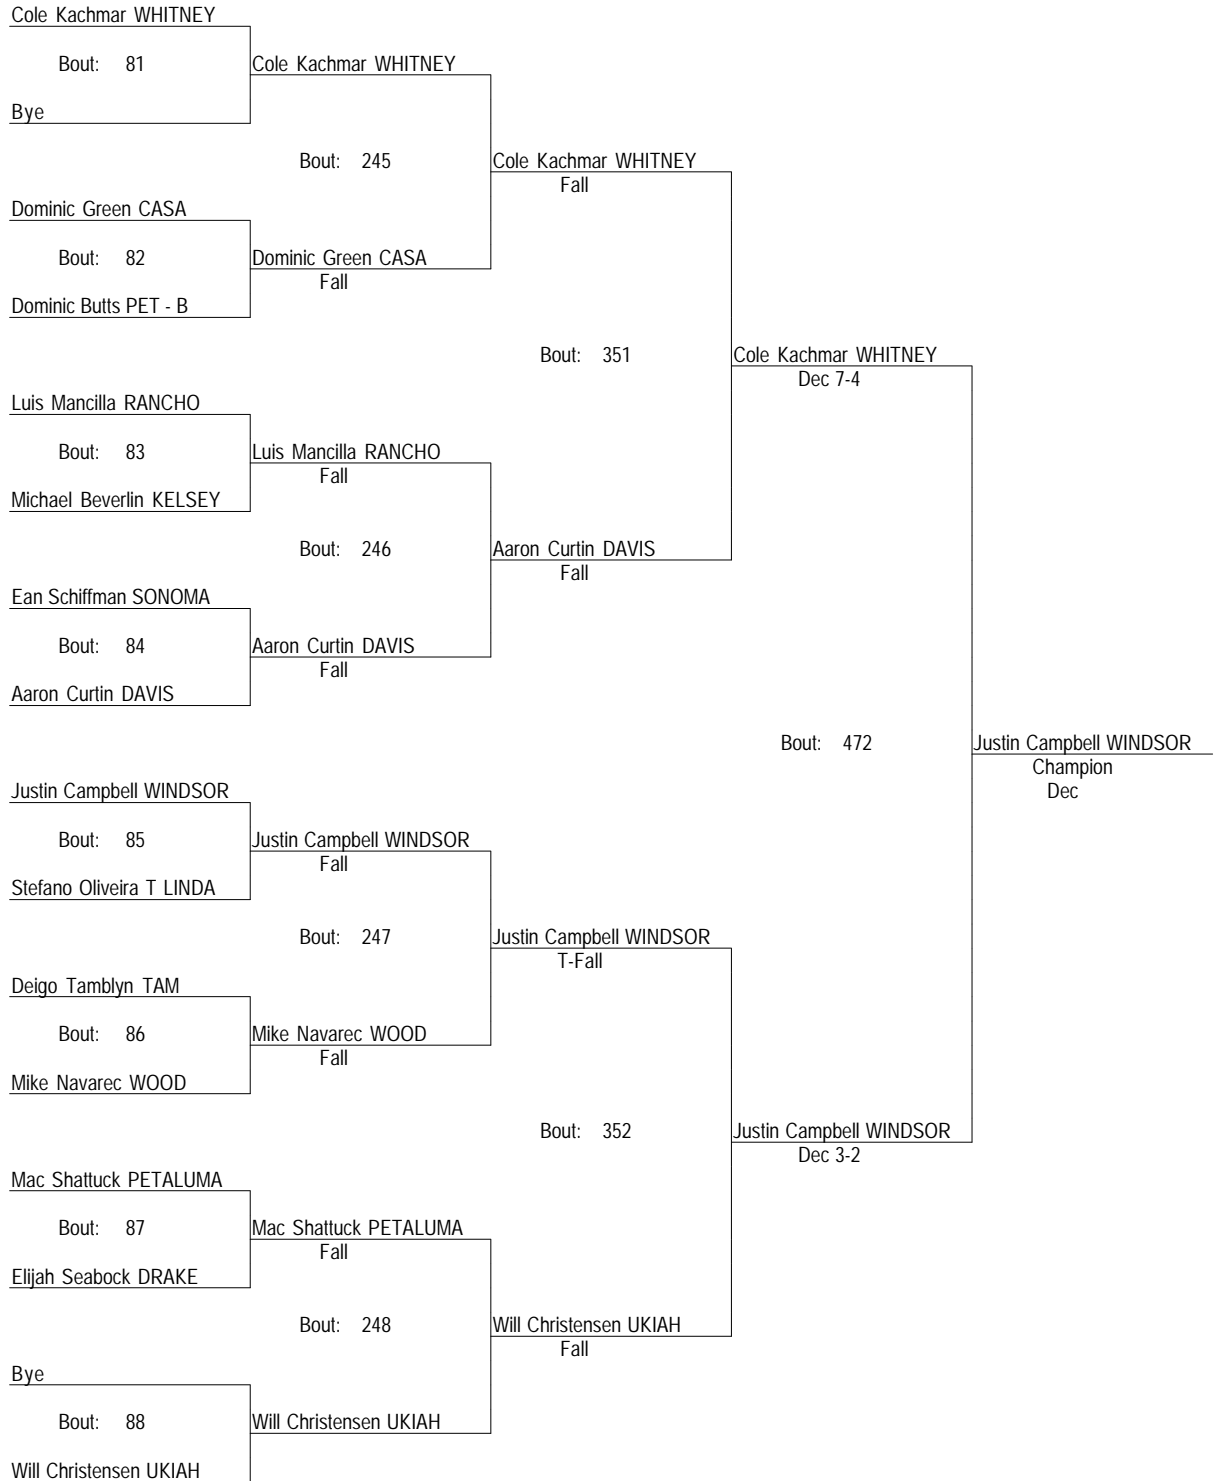 Cole Kachmar WHITNEY
Bout: 81 Cole Kachmar WHITNEY
Bye
Bout: 245 Cole Kachmar WHITNEY
Fall
Dominic Green CASA
Bout: 82 Dominic Green CASA
Fall
Dominic Butts PET - B
Bout: 351 Cole Kachmar WHITNEY
Dec 7-4
Luis Mancilla RANCHO
Bout: 83 Luis Mancilla RANCHO
Fall
Michael Beverlin KELSEY
Bout: 246 Aaron Curtin DAVIS
Fall
Ean Schiffman SONOMA
Bout: 84 Aaron Curtin DAVIS
Fall
Aaron Curtin DAVIS
Bout: 472 Justin Campbell WINDSOR
Champion
Justin Campbell WINDSOR Dec
Bout: 85 Justin Campbell WINDSOR
Fall
Stefano Oliveira T LINDA
Bout: 247 Justin Campbell WINDSOR
T-Fall
Deigo Tamblyn TAM
Bout: 86 Mike Navarec WOOD
Fall
Mike Navarec WOOD
Bout: 352 Justin Campbell WINDSOR
Dec 3-2
Mac Shattuck PETALUMA
Bout: 87 Mac Shattuck PETALUMA
Fall
Elijah Seabock DRAKE
Bout: 248 Will Christensen UKIAH
Fall
Bye
Bout: 88 Will Christensen UKIAH
Will Christensen UKIAH